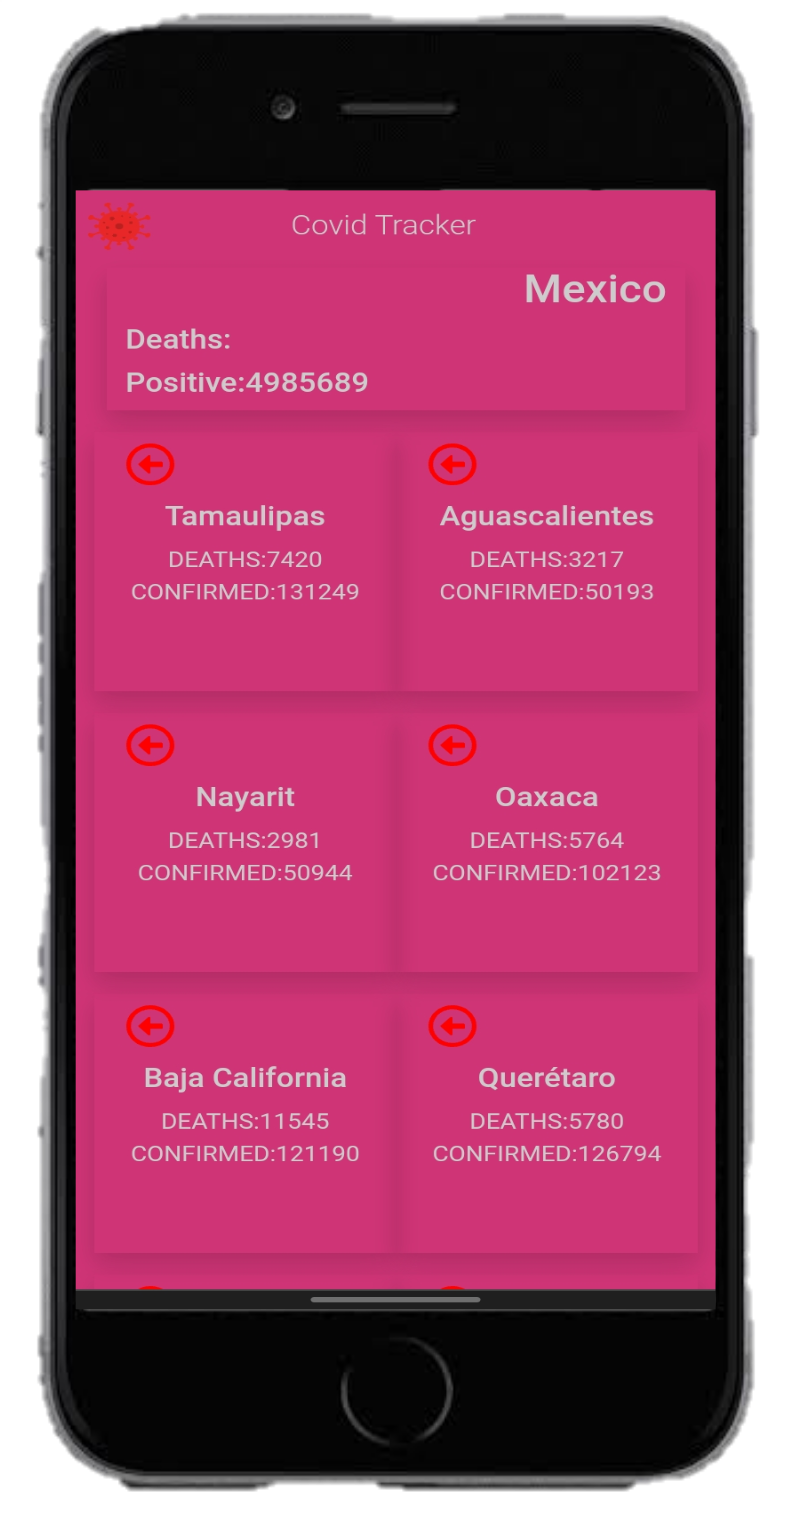 Covid Tracker
Mexico
Deaths:
Positive:4985689
Tamaulipas
DEATHS:7420
CONFIRMED:131249
Aguascalientes
DEATHS:3217
CONFIRMED:50193
Nayarit
DEATHS:2981
CONFIRMED:50944
Oaxaca
DEATHS:5764
CONFIRMED:102123
Baja California
DEATHS:11545
CONFIRMED:121190
Querétaro
DEATHS:5780
CONFIRMED:126794